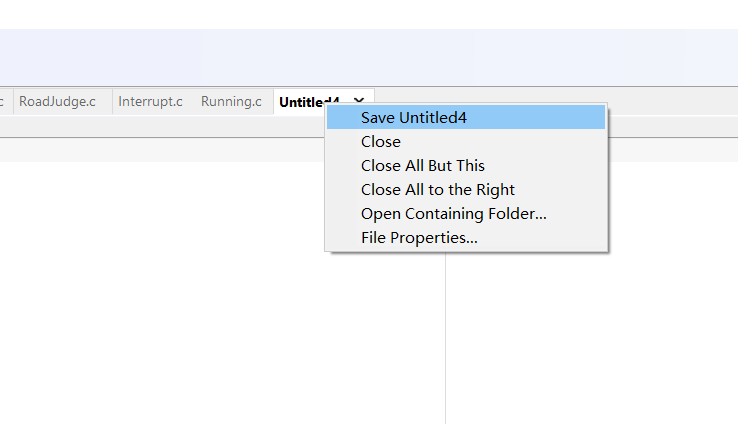 c RoadJudge.c Interrupt.c Running.c Untitled4
Save Untitled4
Close
Close All But This
Close All to the Right
Open Containing Folder...
File Properties...